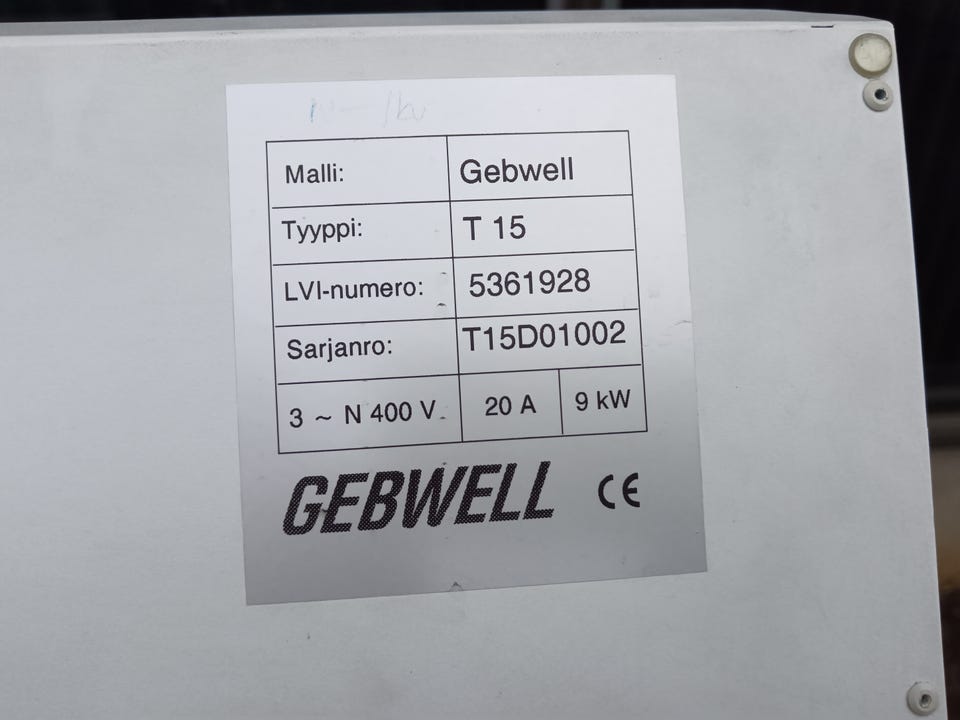 Malli: Gebwell
Tyyppi: T 15
LVI-numero: 5361928
Sarjanro: T15D01002
3 ~ N 400 V 20 A 9 kW
GEBWELL CE